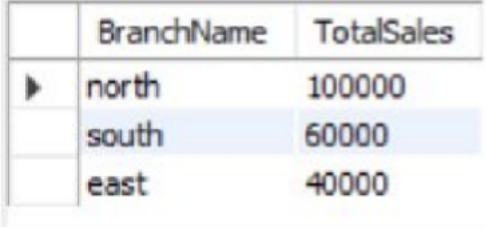 BranchName TotalSales
north 100000
south 60000
east 40000